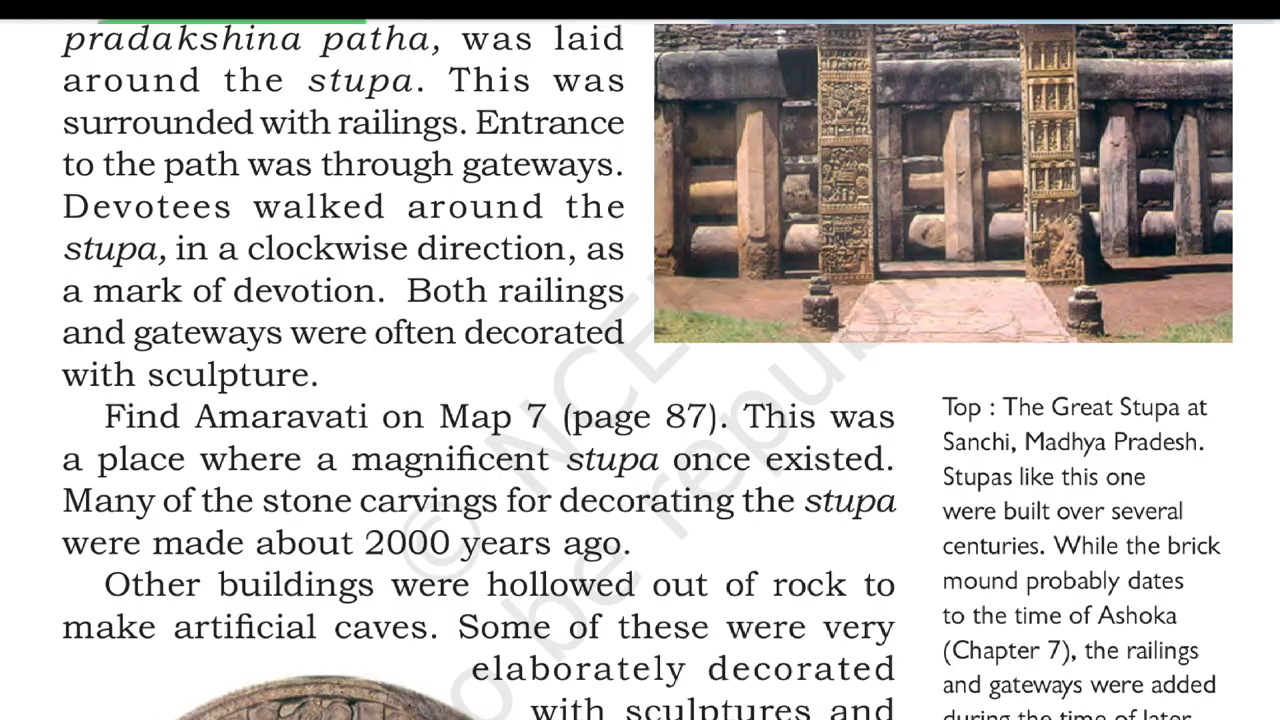 pradakshina patha, was laid
around the stupa. This was
surrounded with railings. Entrance
to the path was through gateways.
Devotees walked around the
stupa, in a clockwise direction, as
a mark of devotion. Both railings
and gateways were often decorated
with sculpture.
Find Amaravati on Map 7 (page 87). This was
a place where a magnificent stupa once existed.
Many of the stone carvings for decorating the stupa
were made about 2000 years ago.
Other buildings were hollowed out of rock to
make artificial caves. Some of these were very
elaborately decorated
with sculptures and
Top : The Great Stupa at
Sanchi, Madhya Pradesh.
Stupas like this one
were built over several
centuries. While the brick
mound probably dates
to the time of Ashoka
(Chapter 7), the railings
and gateways were added
during the time of later